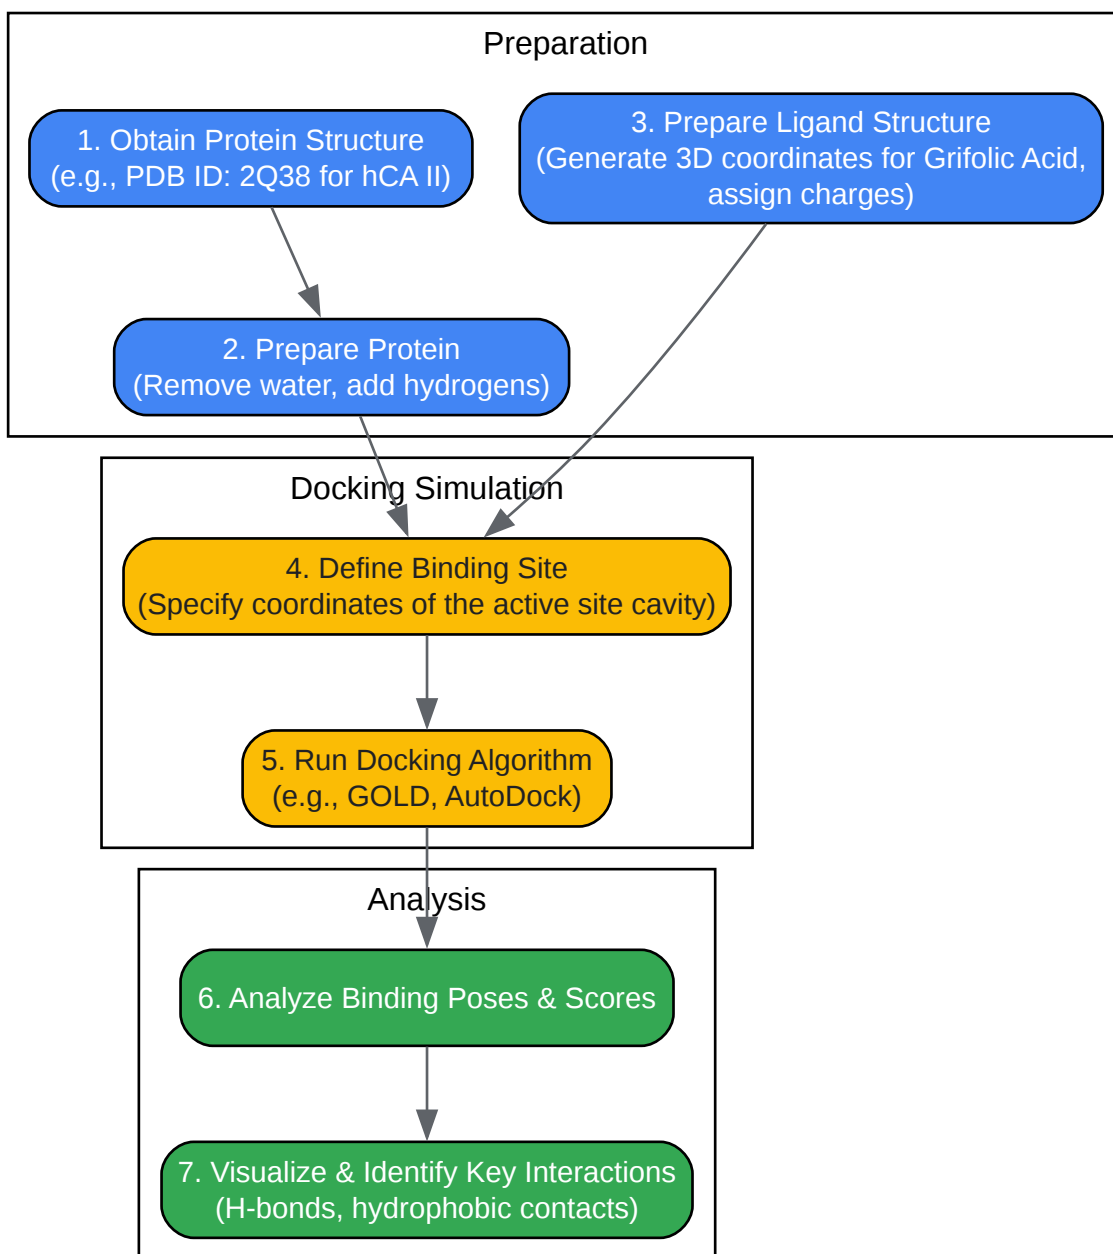 Preparation
1. Obtain Protein Structure
(e.g., PDB ID: 2Q38 for hCA II)
3. Prepare Ligand Structure
(Generate 3D coordinates for Grifolic Acid,
assign charges)
2. Prepare Protein
(Remove water, add hydrogens)
Docking Simulation
4. Define Binding Site
(Specify coordinates of the active site cavity)
5. Run Docking Algorithm
(e.g., GOLD, AutoDock)
Analysis
6. Analyze Binding Poses & Scores
7. Visualize & Identify Key Interactions
(H-bonds, hydrophobic contacts)